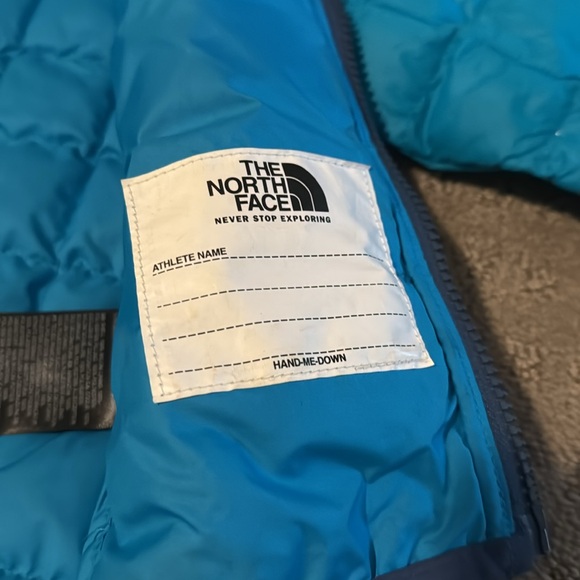 THE
NORTH
FACE
NEVER STOP EXPLORING
ATHLETE NAME
HAND-ME-DOWN